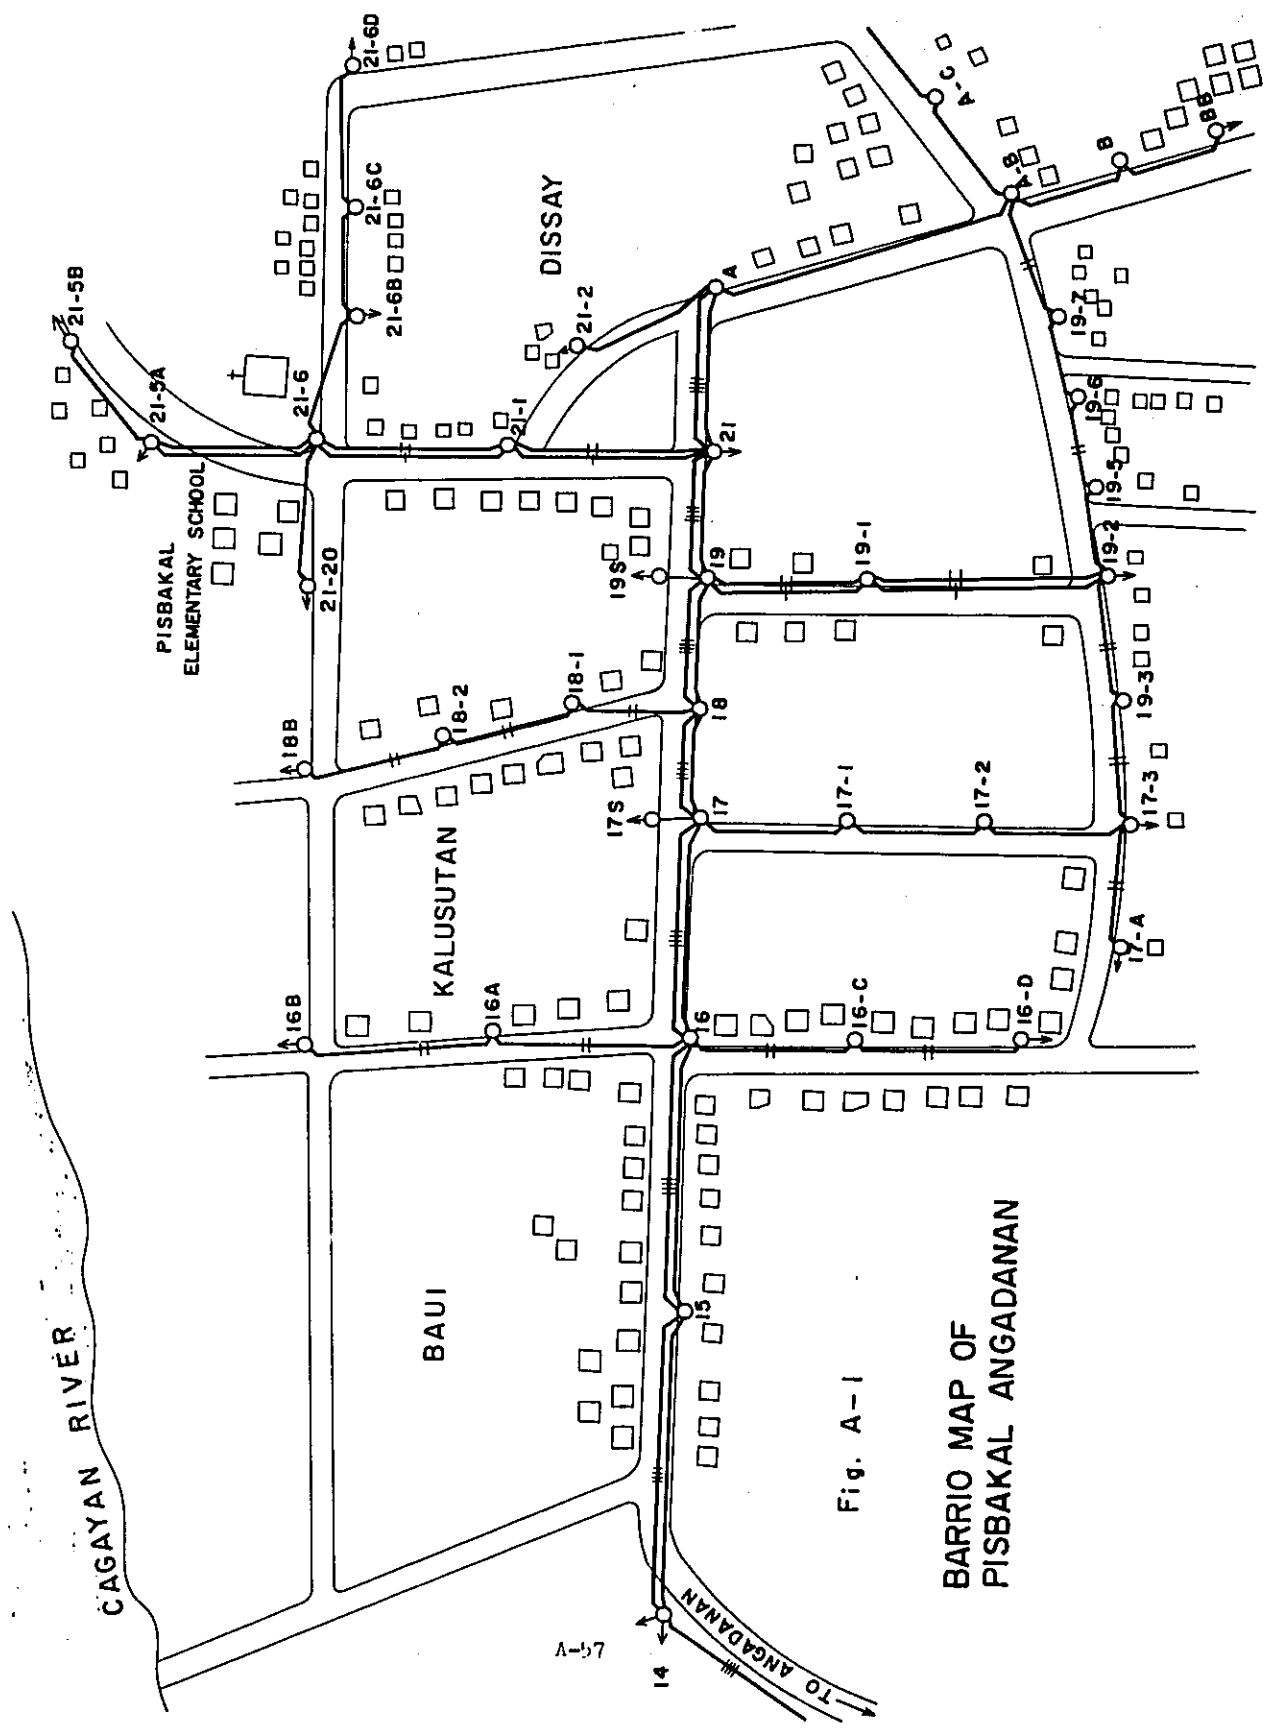 CAGAYAN RIVER
BAUI
KALUSUTAN
DISSAY
PISBAKAL
ELEMENTARY SCHOOL
16B
18B
21-20
21-6
21-5A
21-5B
21-6B
21-6C
21-6D
16A
18-2
18-1
21-1
21-2
14
15
16
17S
17
18
19S
19
21
A
16-C
17-1
17-2
19-1
16-D
17-A
17-3
19-3
19-2
19-5
19-6
19-7
A-B
A-C
B
BB
TO ANGADANAN
Fig. A-1
BARRIO MAP OF
PISBAKAL ANGADANAN
A-57